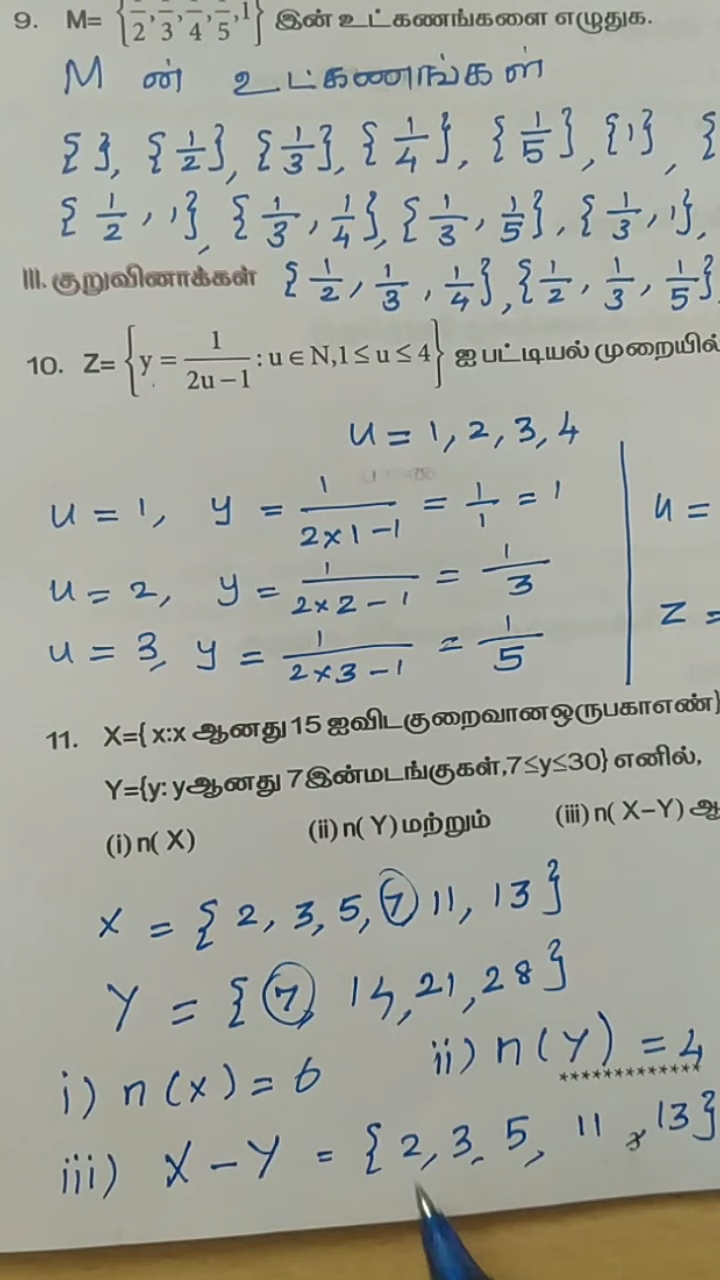 9. M= {1/2, 1/3, 1/4, 1/5, 1} இன் உட்கணங்களை எழுதுக.
M ன் உட்கணங்கள்
{ }, {1/2}, {1/3}, {1/4}, {1/5}, {1}, {
{1/2, 1}, {1/3, 1/4}, {1/3, 1/5}, {1/3, 1},
III. குறுவினாக்கள் {1/2, 1/3, 1/4}, {1/2, 1/3, 1/5},
10. Z= {y = 1/(2u−1) : u ∈ N, 1 ≤ u ≤ 4} ஐ பட்டியல் முறையில்
u = 1, 2, 3, 4
u = 1, y = 1/(2×1−1) = 1/1 = 1
u =
u = 2, y = 1/(2×2−1) = 1/3
z =
u = 3, y = 1/(2×3−1) = 1/5
11. X={ x:x ஆனது 15 ஐவிட குறைவான ஒரு பகா எண்}
Y={y: y ஆனது 7 இன் மடங்குகள்,7≤y≤30} எனில்,
(i) n( X) (ii) n( Y) மற்றும் (iii) n( X−Y) ஆ
X = { 2, 3, 5, 7 11, 13 }
Y = { 7, 14, 21, 28 }
i) n(x) = 6 ii) n(Y) = 4
iii) X − Y = { 2, 3, 5, 11, 13 }